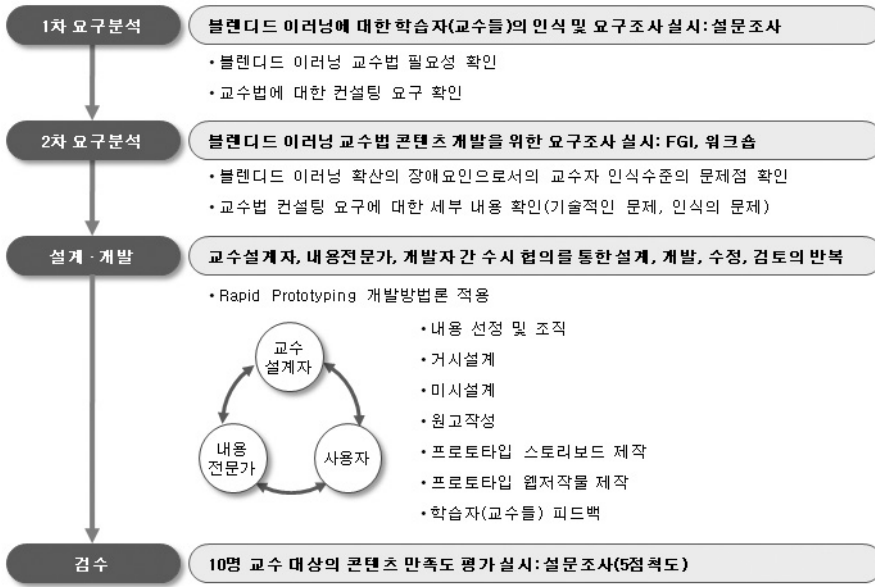 1차 요구분석
블렌디드 이러닝에 대한 학습자(교수들)의 인식 및 요구조사 실시: 설문조사
• 블렌디드 이러닝 교수법 필요성 확인
• 교수법에 대한 컨설팅 요구 확인
2차 요구분석
블렌디드 이러닝 교수법 콘텐츠 개발을 위한 요구조사 실시: FGI, 워크숍
• 블렌디드 이러닝 확산의 장애요인으로서의 교수자 인식수준의 문제점 확인
• 교수법 컨설팅 요구에 대한 세부 내용 확인(기술적인 문제, 인식의 문제)
설계 · 개발
교수설계자, 내용전문가, 개발자 간 수시 협의를 통한 설계, 개발, 수정, 검토의 반복
• Rapid Prototyping 개발방법론 적용
교수
설계자
내용
전문가
사용자
• 내용 선정 및 조직
• 거시설계
• 미시설계
• 원고작성
• 프로토타입 스토리보드 제작
• 프로토타입 웹저작물 제작
• 학습자(교수들) 피드백
검수
10명 교수 대상의 콘텐츠 만족도 평가 실시: 설문조사(5점척도)